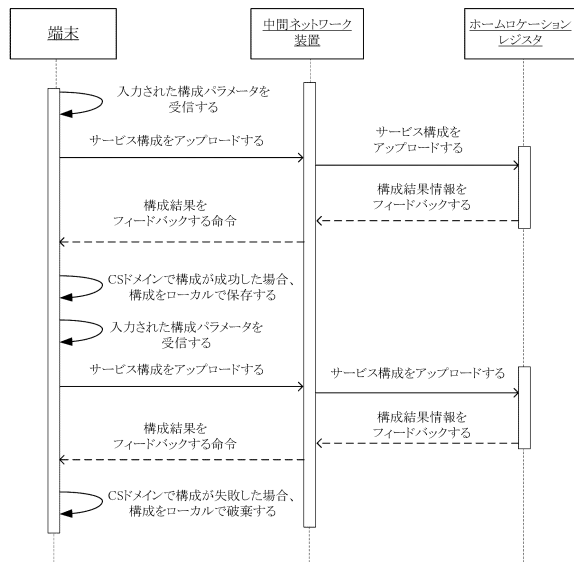 端末
中間ネットワーク
装置
ホームロケーション
レジスタ
入力された構成パラメータを
受信する
サービス構成をアップロードする
サービス構成を
アップロードする
構成結果情報を
フィードバックする
構成結果を
フィードバックする命令
CSドメインで構成が成功した場合、
構成をローカルで保存する
入力された構成パラメータを
受信する
サービス構成をアップロードする
サービス構成をアップロードする
構成結果情報を
フィードバックする
構成結果を
フィードバックする命令
CSドメインで構成が失敗した場合、
構成をローカルで破棄する